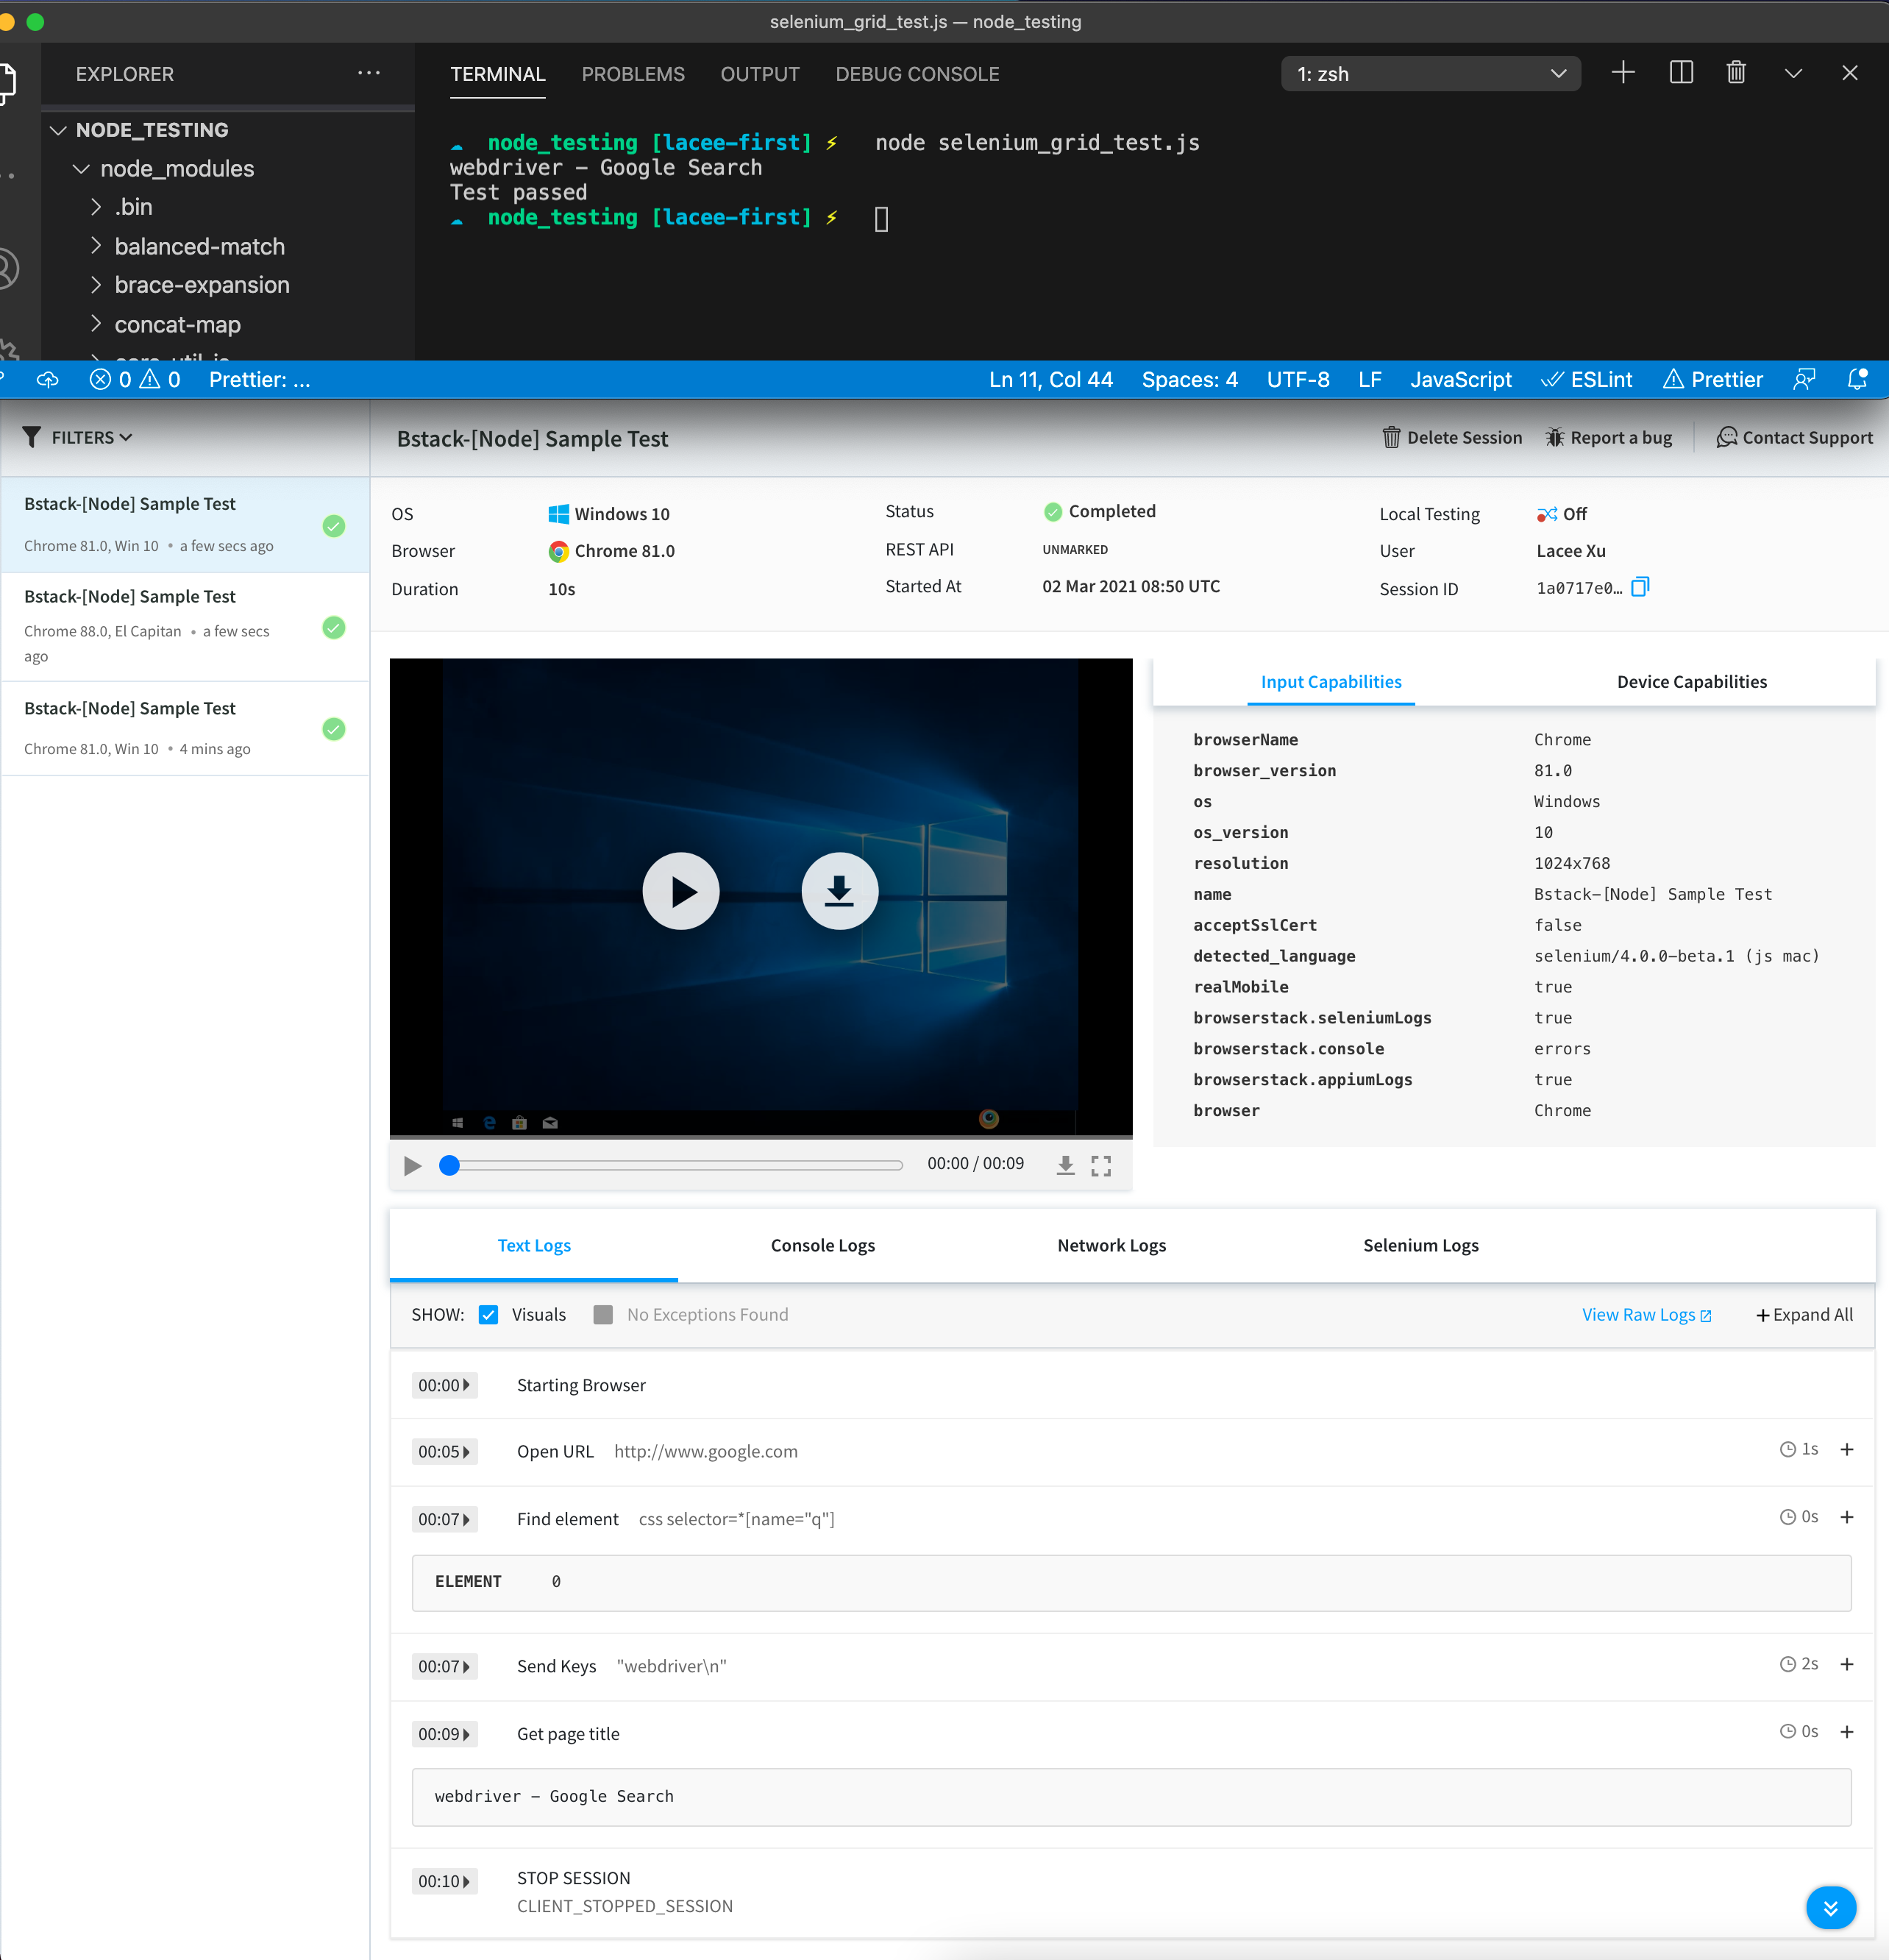 selenium_grid_test.js — node_testing
EXPLORER
TERMINAL PROBLEMS OUTPUT DEBUG CONSOLE
1: zsh
NODE_TESTING
node_modules
.bin
balanced-match
brace-expansion
concat-map
core-util-is
node_testing [lacee-first] ⚡ node selenium_grid_test.js
webdriver - Google Search
Test passed
node_testing [lacee-first] ⚡
0 0 Prettier: ...
Ln 11, Col 44 Spaces: 4 UTF-8 LF JavaScript ESLint Prettier
FILTERS
Bstack-[Node] Sample Test
Delete Session Report a bug Contact Support
Bstack-[Node] Sample Test
Chrome 81.0, Win 10 • a few secs ago
Bstack-[Node] Sample Test
Chrome 88.0, El Capitan • a few secs
ago
Bstack-[Node] Sample Test
Chrome 81.0, Win 10 • 4 mins ago
OS Windows 10
Browser Chrome 81.0
Duration 10s
Status Completed
REST API UNMARKED
Started At 02 Mar 2021 08:50 UTC
Local Testing Off
User Lacee Xu
Session ID 1a0717e0...
00:00 / 00:09
Input Capabilities Device Capabilities
browserName Chrome
browser_version 81.0
os Windows
os_version 10
resolution 1024x768
name Bstack-[Node] Sample Test
acceptSslCert false
detected_language selenium/4.0.0-beta.1 (js mac)
realMobile true
browserstack.seleniumLogs true
browserstack.console errors
browserstack.appiumLogs true
browser Chrome
Text Logs Console Logs Network Logs Selenium Logs
SHOW: Visuals No Exceptions Found View Raw Logs + Expand All
00:00 Starting Browser
00:05 Open URL http://www.google.com 1s +
00:07 Find element css selector=*[name="q"] 0s +
ELEMENT 0
00:07 Send Keys "webdriver\n" 2s +
00:09 Get page title 0s +
webdriver - Google Search
00:10 STOP SESSION
CLIENT_STOPPED_SESSION